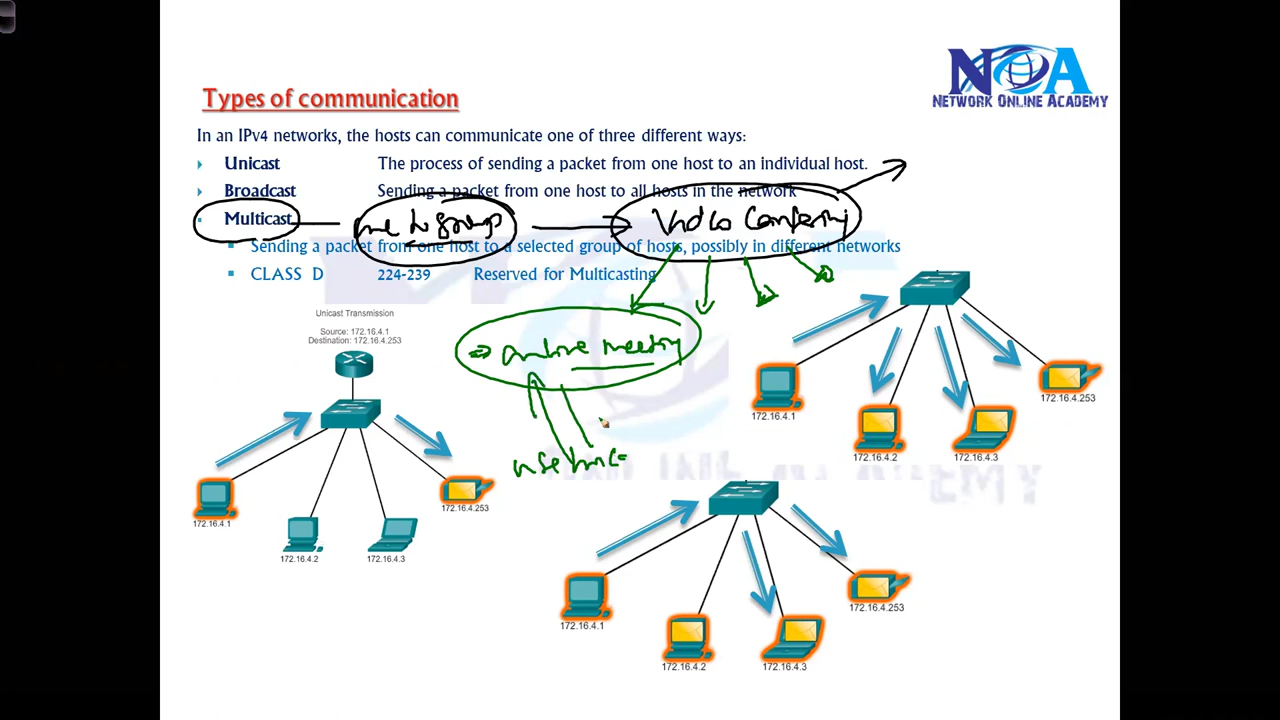 NOA
NETWORK ONLINE ACADEMY
Types of communication
In an IPv4 networks, the hosts can communicate one of three different ways:
Unicast The process of sending a packet from one host to an individual host.
Broadcast Sending a packet from one host to all hosts in the network
Multicast one to group Video
Sending a packet from one host to a selected group of hosts, possibly in different networks
CLASS D 224-239 Reserved for Multicasting
Unicast Transmission
Source: 172.16.4.1
Destination: 172.16.4.253
online meeting
172.16.4.1
172.16.4.2
172.16.4.3
172.16.4.253
172.16.4.1
172.16.4.2
172.16.4.3
172.16.4.253
172.16.4.1
172.16.4.2
172.16.4.3
172.16.4.253